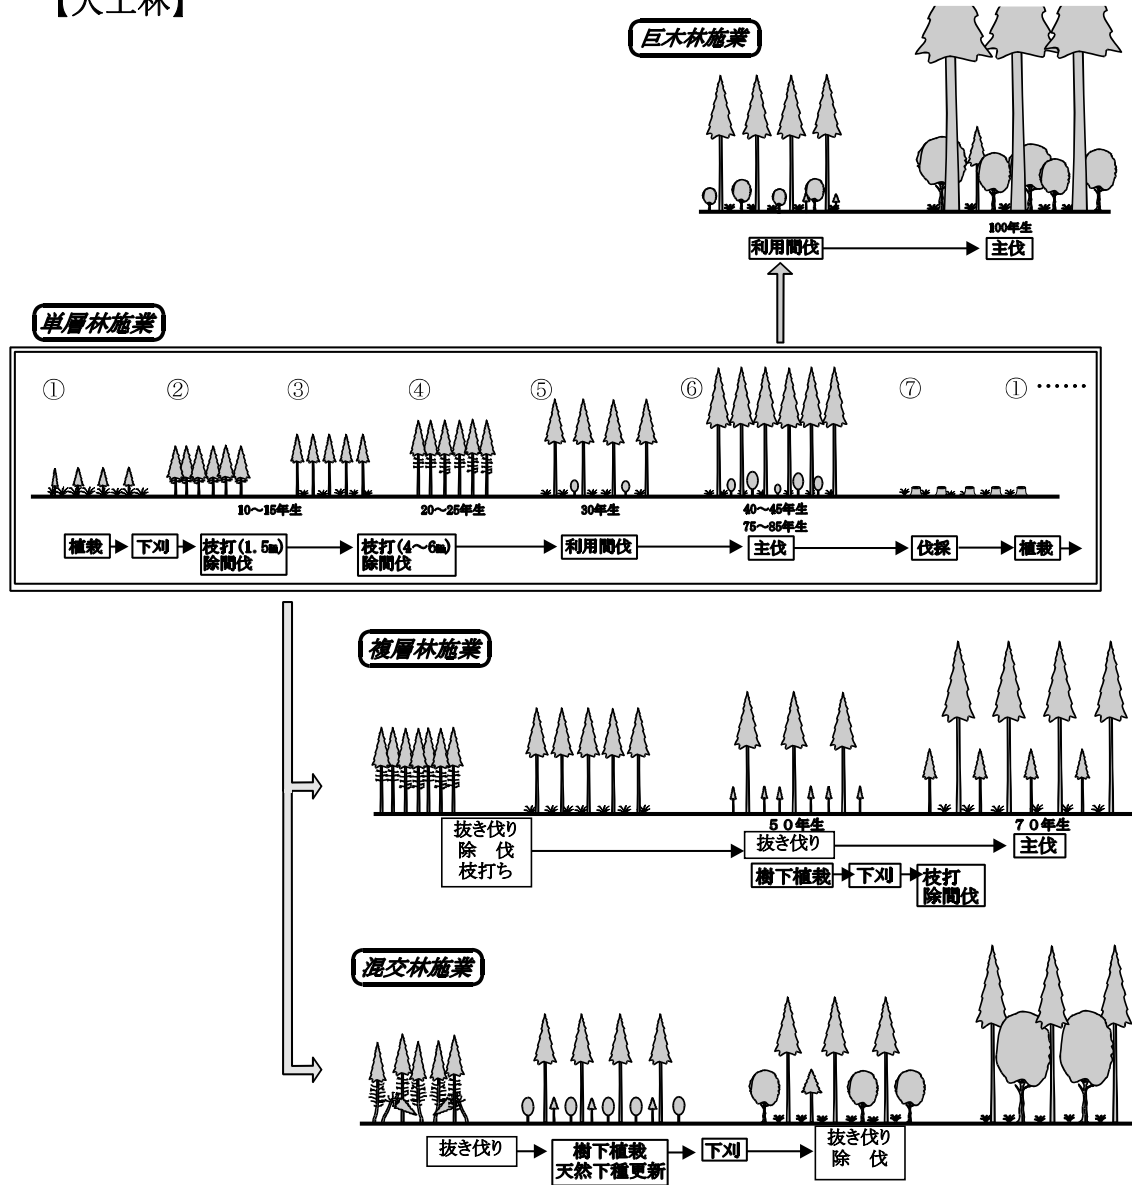 【人工林】
巨木林施業
100年生
利用間伐
主伐
単層林施業
① ② ③ ④ ⑤ ⑥ ⑦ ① ……
10～15年生
20～25年生
30年生
40～45年生
75～85年生
植栽
下刈
枝打(1.5m)
除間伐
枝打(4～6m)
除間伐
利用間伐
主伐
伐採
植栽
複層林施業
５０年生
７０年生
抜き伐り
除　伐
枝打ち
抜き伐り
主伐
樹下植栽
下刈
枝打
除間伐
混交林施業
抜き伐り
樹下植栽
天然下種更新
下刈
抜き伐り
除　伐